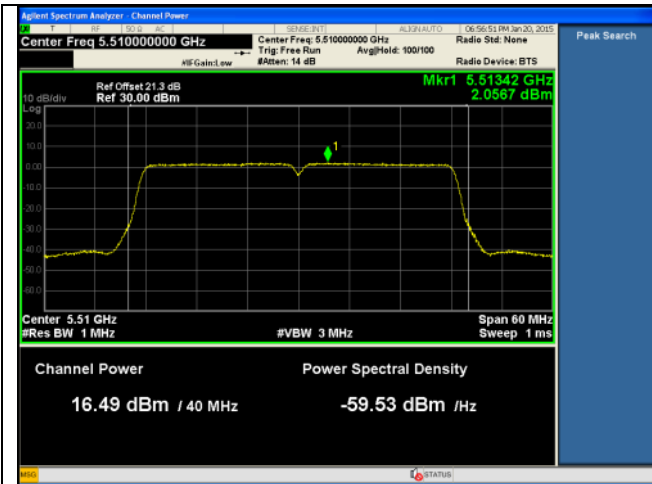 Agilent Spectrum Analyzer - Channel Power
T RF 50 Ω AC SENSE:INT ALIGN AUTO 06:56:51 PM Jan 20, 2015
Center Freq 5.510000000 GHz Center Freq: 5.510000000 GHz Radio Std: None
Trig: Free Run Avg|Hold: 100/100
#IFGain:Low #Atten: 14 dB Radio Device: BTS
Peak Search
Mkr1 5.51342 GHz
Ref Offset 21.3 dB
10 dB/div Ref 30.00 dBm 2.0567 dBm
Log
20.0
10.0
1
0.00
-10.0
-20.0
-30.0
-40.0
-50.0
-60.0
Center 5.51 GHz Span 60 MHz
#Res BW 1 MHz #VBW 3 MHz Sweep 1 ms
Channel Power Power Spectral Density
16.49 dBm / 40 MHz -59.53 dBm /Hz
MSG STATUS